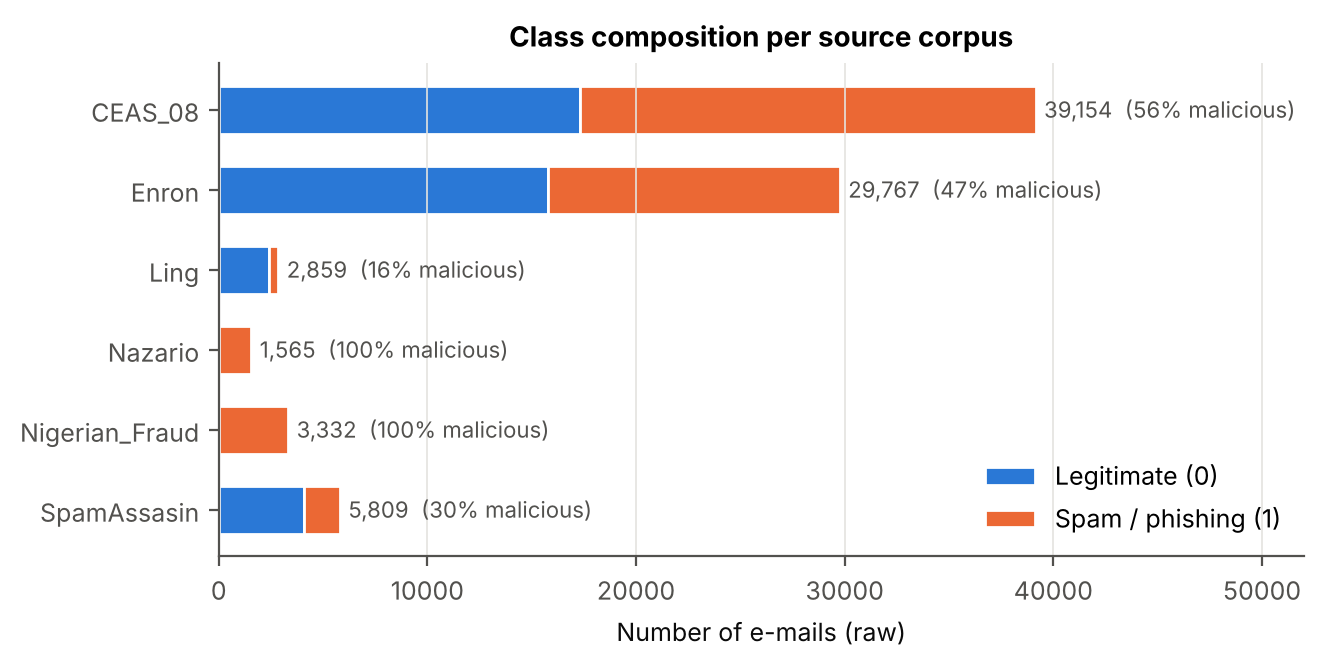 Class composition per source corpus
CEAS_08
39,154 (56% malicious)
Enron
29,767 (47% malicious)
Ling
2,859 (16% malicious)
Nazario
1,565 (100% malicious)
Nigerian_Fraud
3,332 (100% malicious)
SpamAssasin
5,809 (30% malicious)
Legitimate (0)
Spam / phishing (1)
0 10000 20000 30000 40000 50000
Number of e-mails (raw)